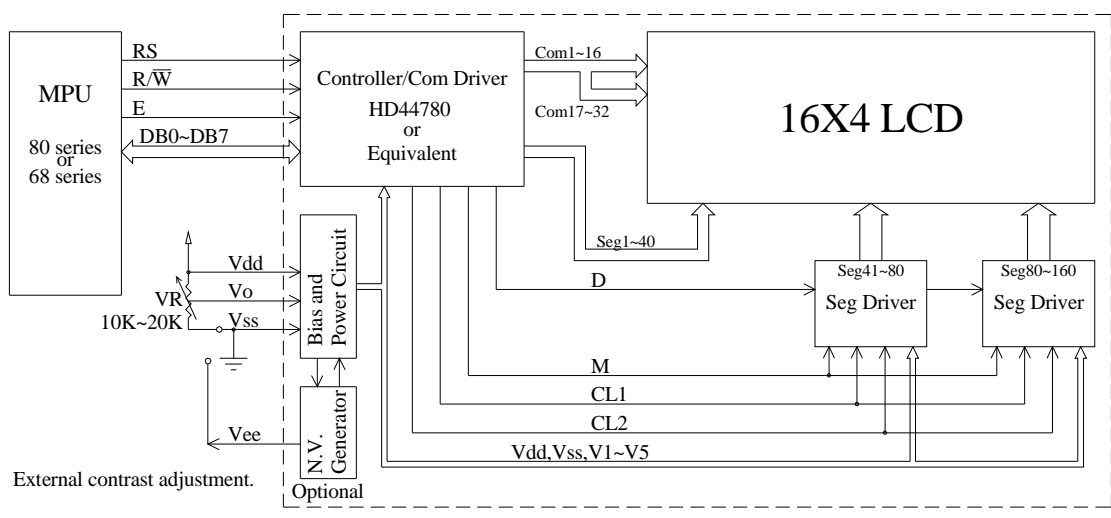 MPU
80 series
or
68 series
RS
R/W̅
E
DB0~DB7
Controller/Com Driver
HD44780
or
Equivalent
Com1~16
Com17~32
16X4 LCD
Seg1~40
Seg41~80
Seg Driver
Seg80~160
Seg Driver
Vdd
Vo
Vss
VR
10K~20K
Bias and
Power Circuit
D
M
CL1
CL2
Vdd,Vss,V1~V5
Vee
N.V.
Generator
Optional
External contrast adjustment.